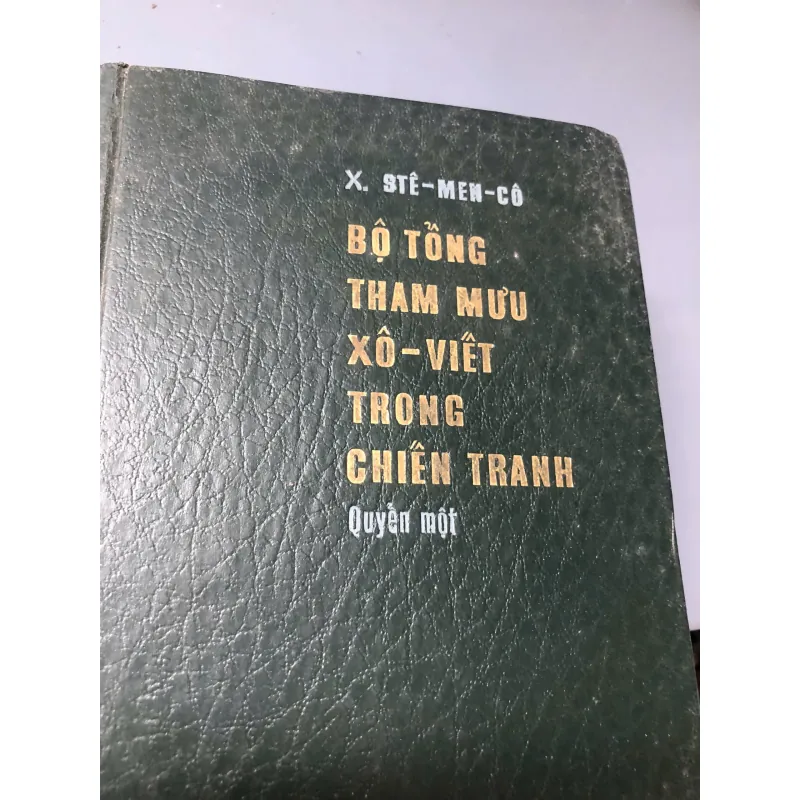 X. STÊ-MEN-CÔ
BỘ TỔNG
THAM MƯU
XÔ-VIẾT
TRONG
CHIẾN TRANH
Quyển một